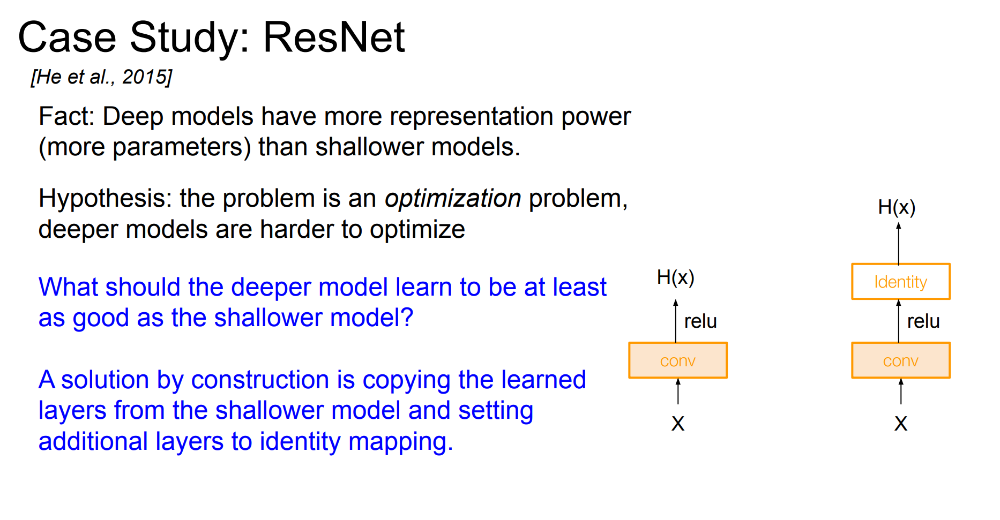 Case Study: ResNet
[He et al., 2015]
Fact: Deep models have more representation power
(more parameters) than shallower models.
Hypothesis: the problem is an optimization problem,
deeper models are harder to optimize
What should the deeper model learn to be at least
as good as the shallower model?
A solution by construction is copying the learned
layers from the shallower model and setting
additional layers to identity mapping.
H(x)
relu
conv
X
H(x)
Identity
relu
conv
X